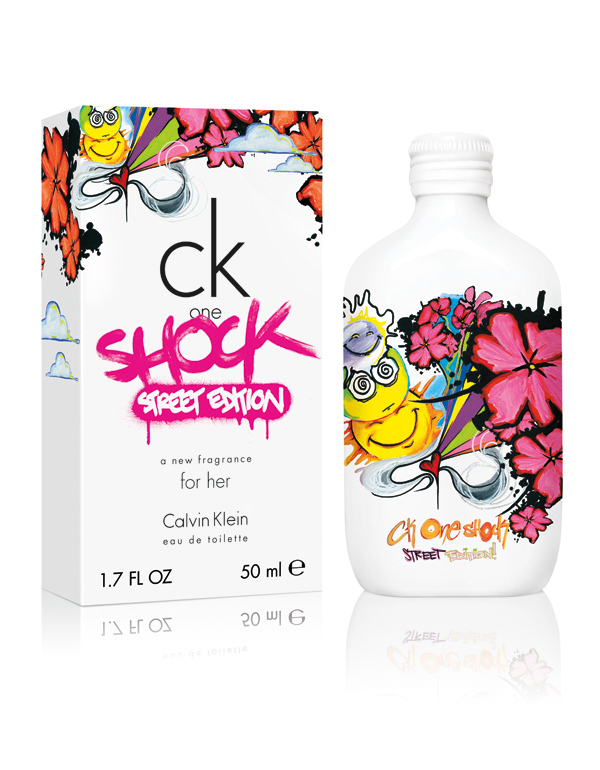 ck
one
SHOCK
STREET EDITION
a new fragrance
for her
Calvin Klein
eau de toilette
1.7 FL OZ 50 ml ℮
CK One shock
STREET Edition!